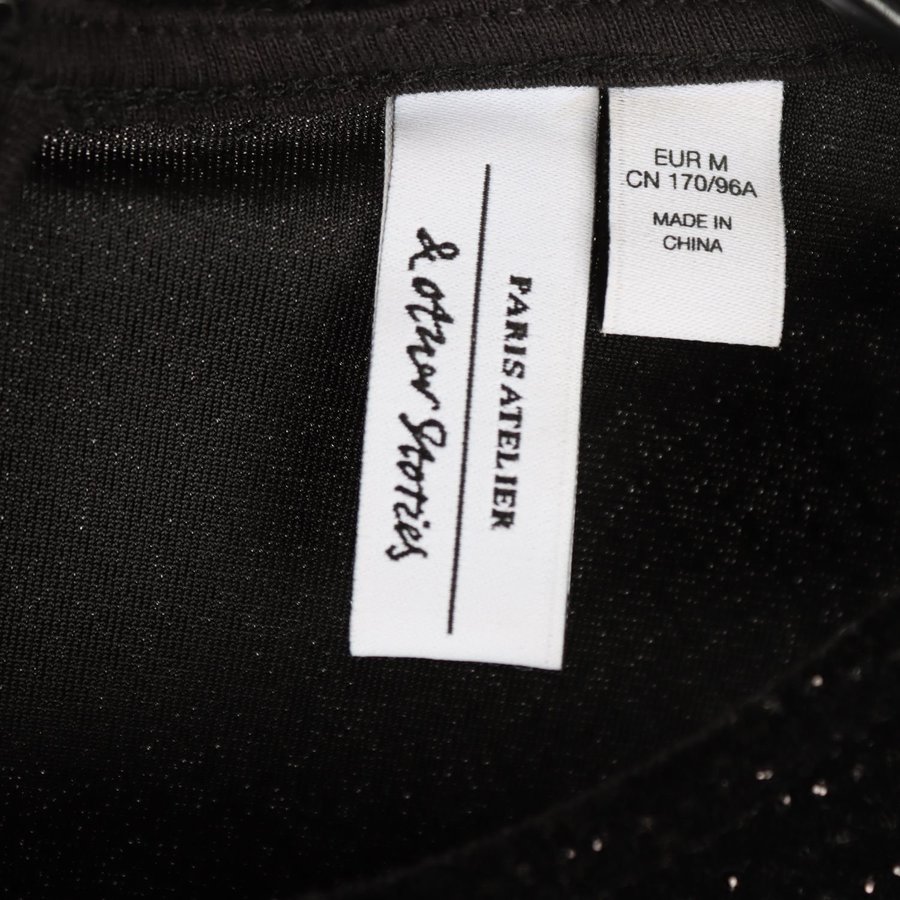 PARIS ATELIER
& other Stories
EUR M
CN 170/96A
MADE IN
CHINA